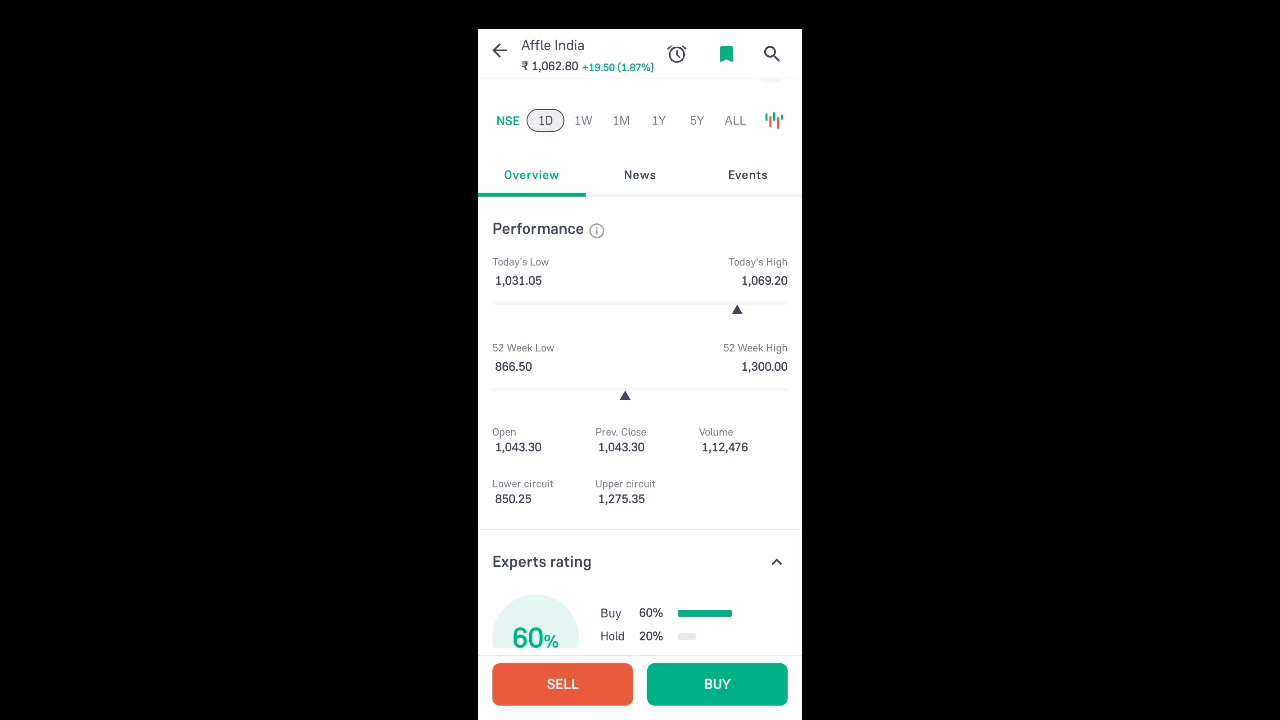 Affle India
₹ 1,062.80 +19.50 (1.87%)
NSE 1D 1W 1M 1Y 5Y ALL
Overview News Events
Performance
Today's Low Today's High
1,031.05 1,069.20
52 Week Low 52 Week High
866.50 1,300.00
Open Prev. Close Volume
1,043.30 1,043.30 1,12,476
Lower circuit Upper circuit
850.25 1,275.35
Experts rating
Buy 60%
60%
Hold 20%
SELL BUY